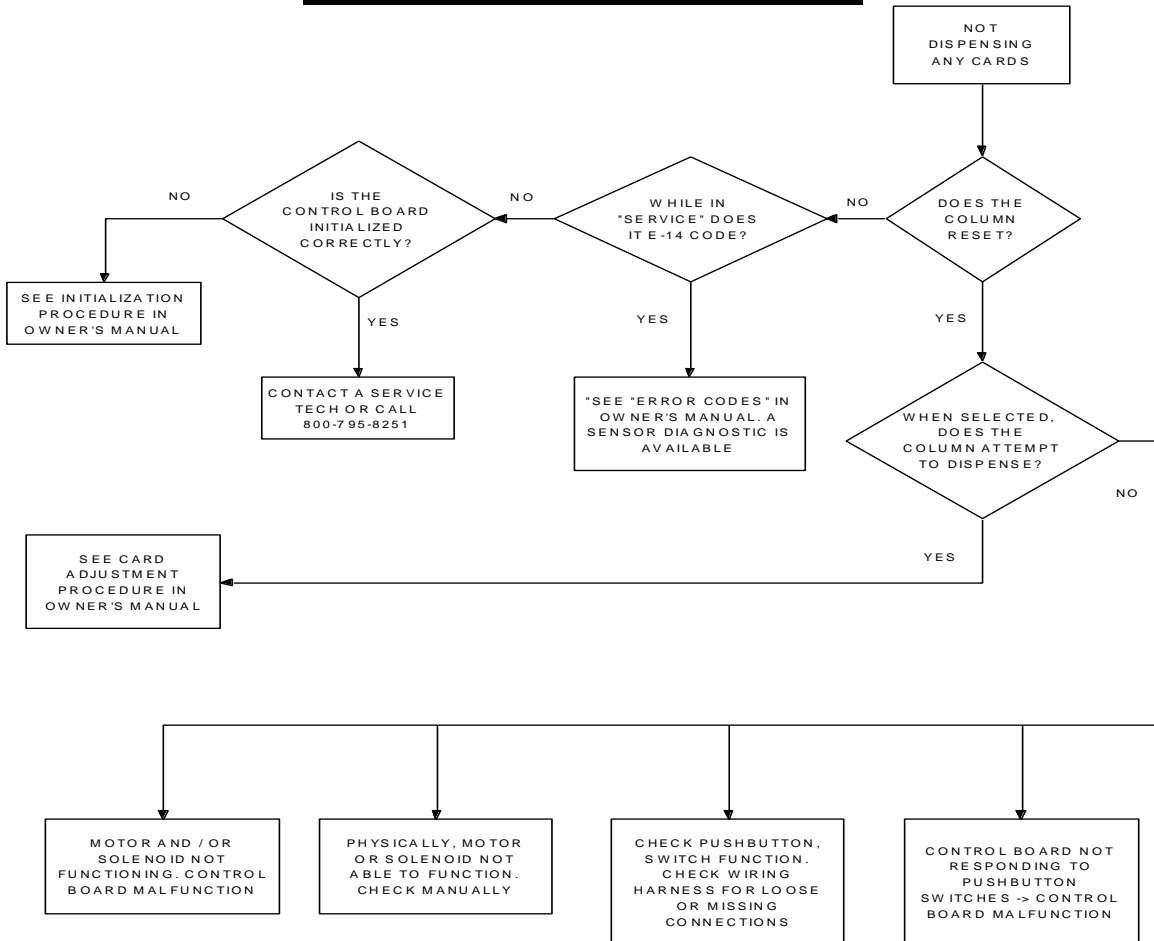 NOT
DISPENSING
ANY CARDS
DOES THE
COLUMN
RESET?
NO
WHILE IN
"SERVICE" DOES
IT E-14 CODE?
NO
IS THE
CONTROL BOARD
INITIALIZED
CORRECTLY?
NO
SEE INITIALIZATION
PROCEDURE IN
OWNER'S MANUAL
YES
CONTACT A SERVICE
TECH OR CALL
800-795-8251
YES
"SEE "ERROR CODES" IN
OWNER'S MANUAL. A
SENSOR DIAGNOSTIC IS
AVAILABLE
YES
WHEN SELECTED,
DOES THE
COLUMN ATTEMPT
TO DISPENSE?
NO
YES
SEE CARD
ADJUSTMENT
PROCEDURE IN
OWNER'S MANUAL
MOTOR AND / OR
SOLENOID NOT
FUNCTIONING. CONTROL
BOARD MALFUNCTION
PHYSICALLY, MOTOR
OR SOLENOID NOT
ABLE TO FUNCTION.
CHECK MANUALLY
CHECK PUSHBUTTON,
SWITCH FUNCTION.
CHECK WIRING
HARNESS FOR LOOSE
OR MISSING
CONNECTIONS
CONTROL BOARD NOT
RESPONDING TO
PUSHBUTTON
SWITCHES -> CONTROL
BOARD MALFUNCTION